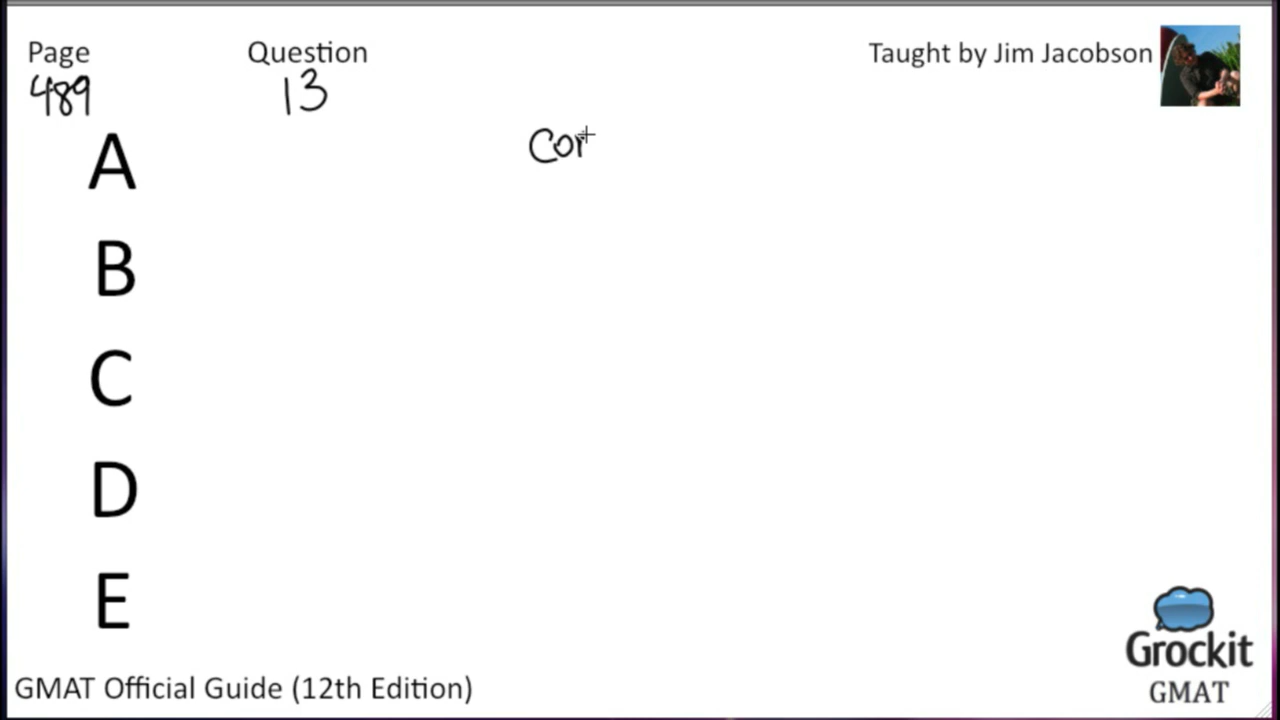 Page Question Taught by Jim Jacobson
489 13
Cor
A
B
C
D
E
Grockit
GMAT
GMAT Official Guide (12th Edition)